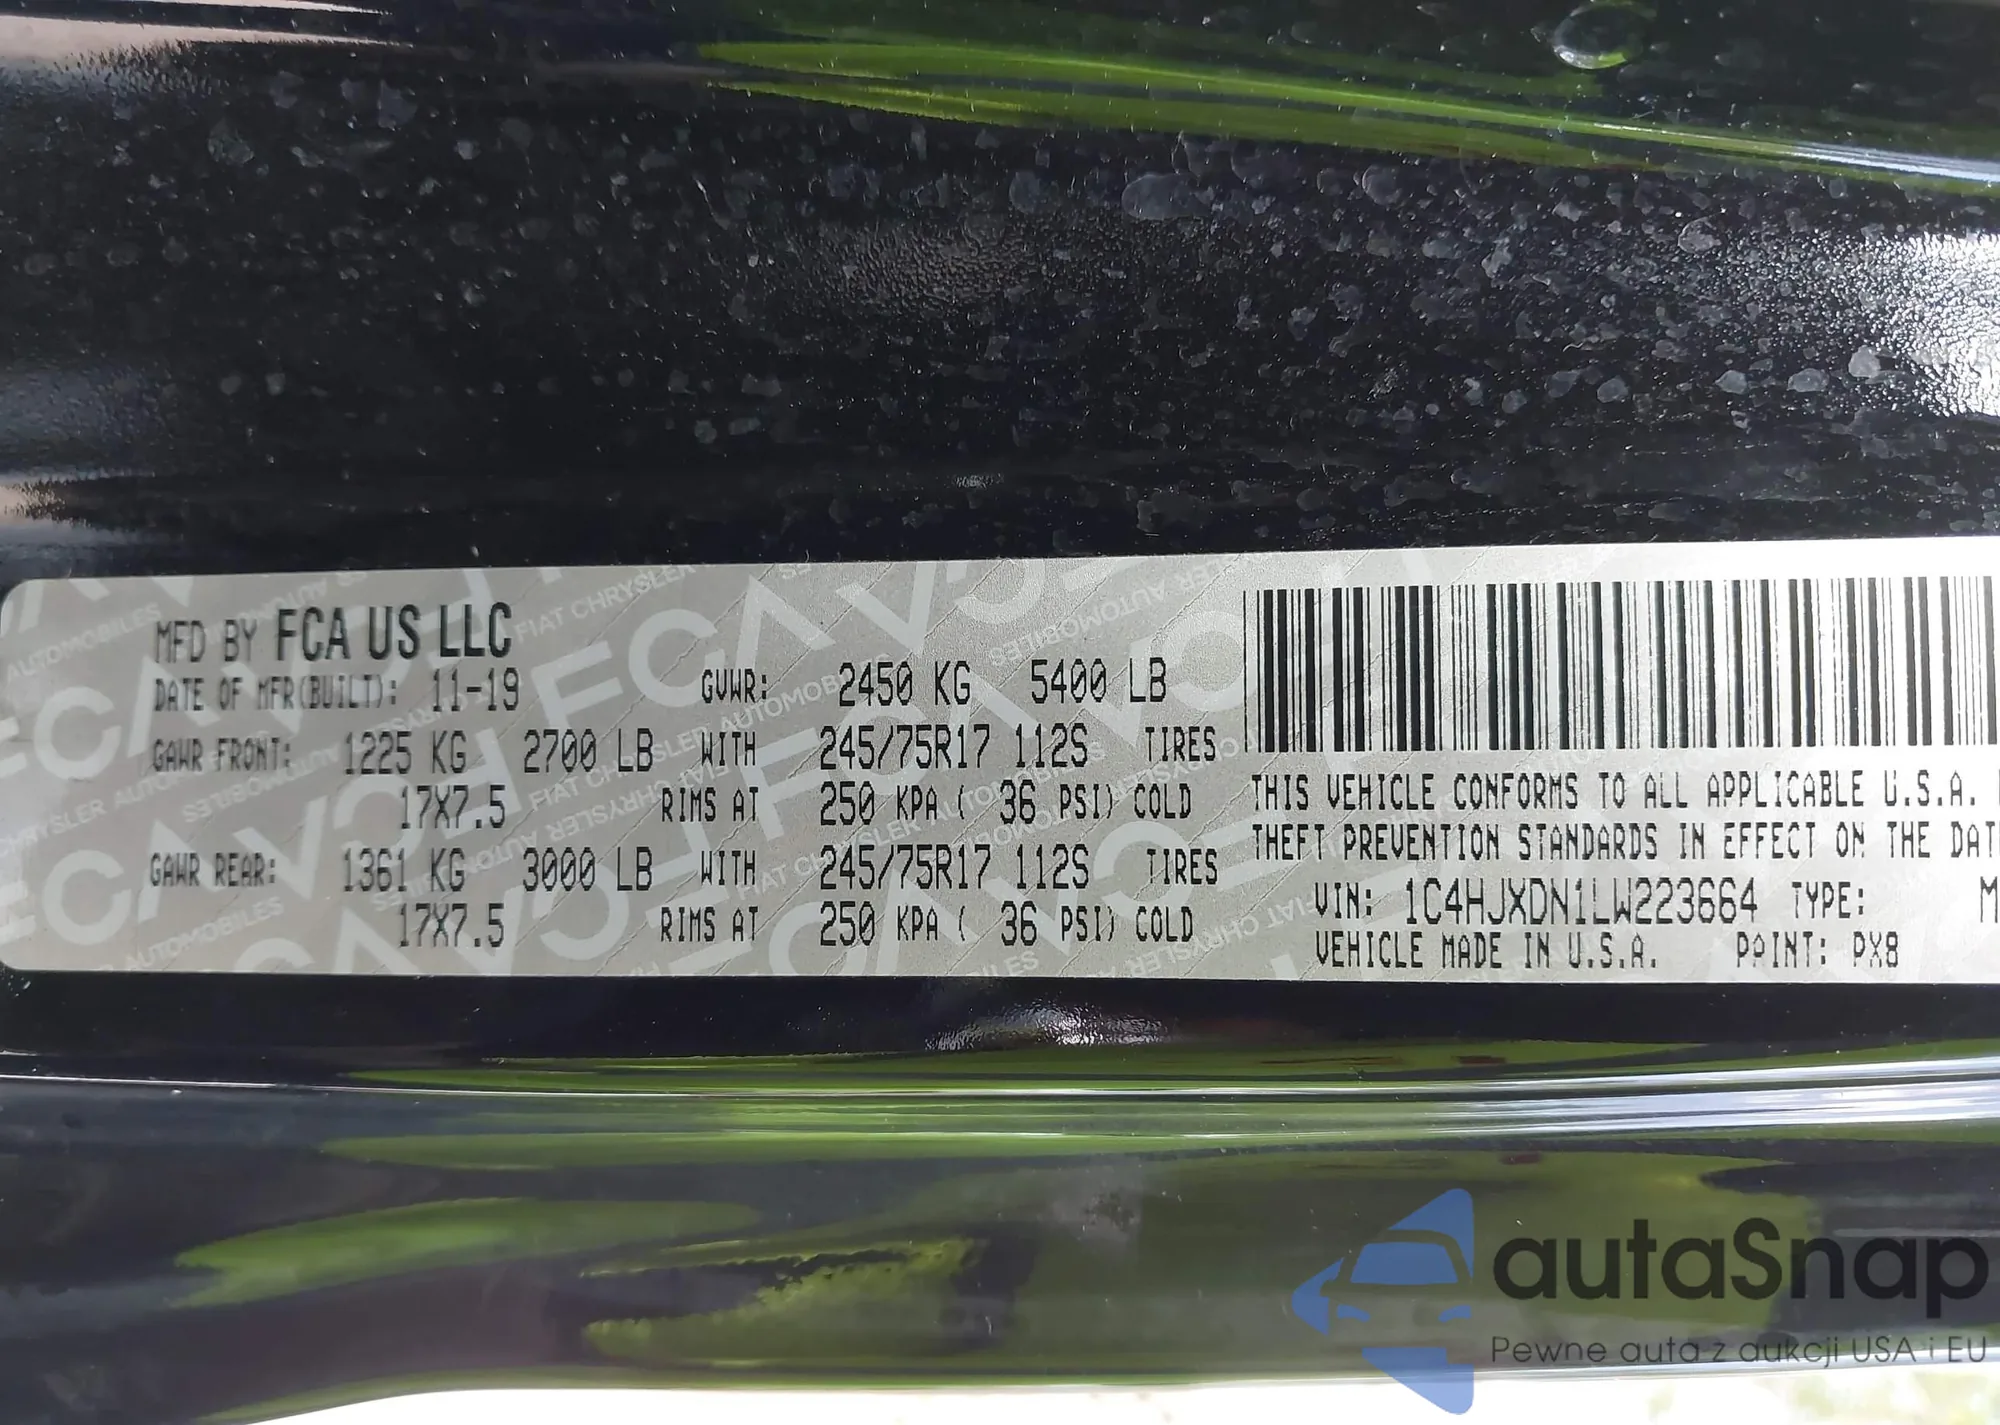 MFD BY FCA US LLC
DATE OF MFR(BUILT): 11-19 GVWR: 2450 KG 5400 LB
GAWR FRONT: 1225 KG 2700 LB WITH 245/75R17 112S TIRES
17X7.5 RIMS AT 250 KPA ( 36 PSI) COLD
GAWR REAR: 1361 KG 3000 LB WITH 245/75R17 112S TIRES
17X7.5 RIMS AT 250 KPA ( 36 PSI) COLD
THIS VEHICLE CONFORMS TO ALL APPLICABLE U.S.A.
THEFT PREVENTION STANDARDS IN EFFECT ON THE DAT
VIN: 1C4HJXDN1LW223664 TYPE: M
VEHICLE MADE IN U.S.A. PAINT: PX8
autaSnap
Pewne auta z aukcji USA i EU